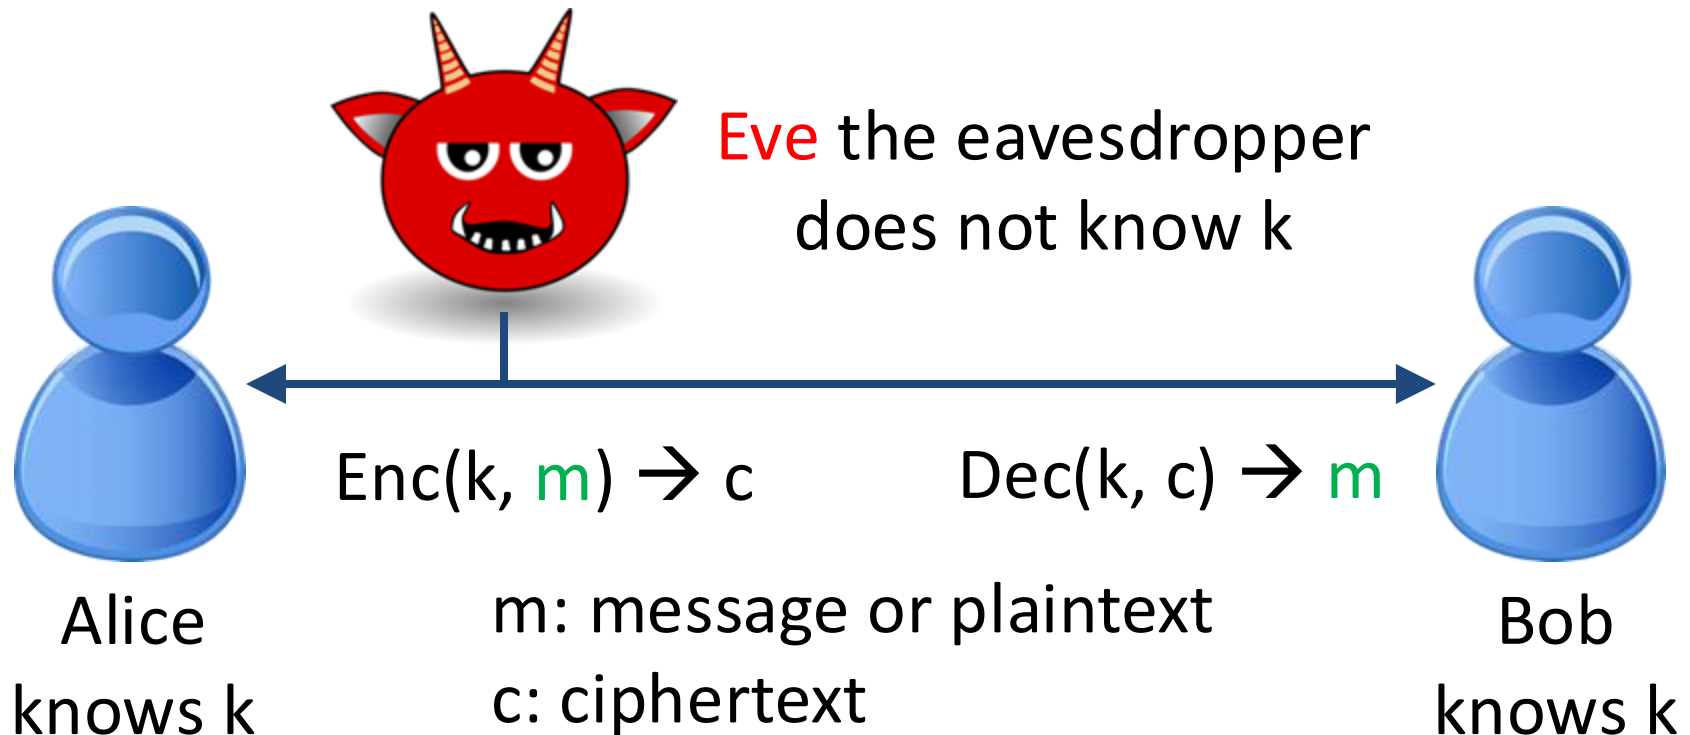 Eve the eavesdropper
does not know k
Enc(k, m) → c
Dec(k, c) → m
Alice
knows k
m: message or plaintext
c: ciphertext
Bob
knows k